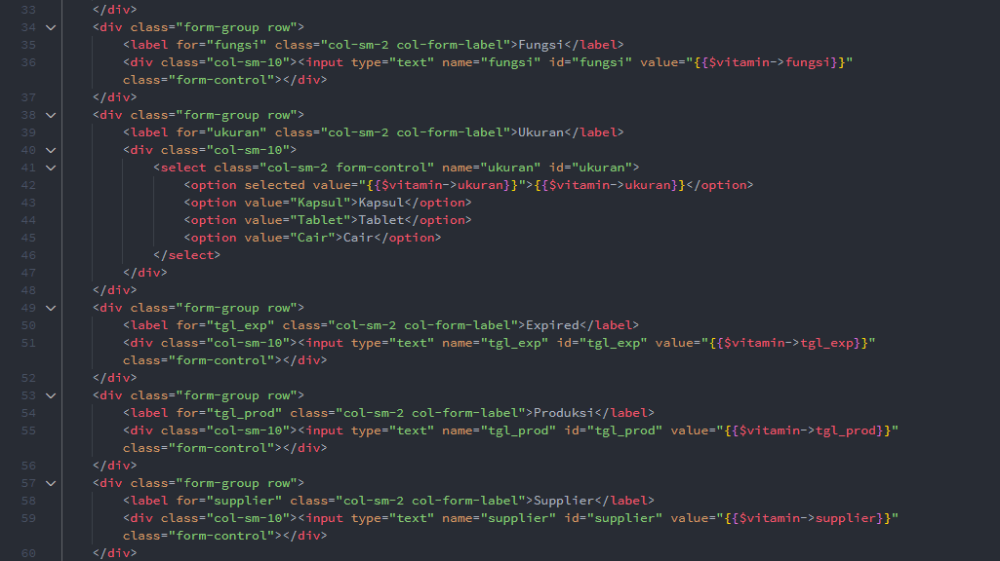 33 </div>
34 <div class="form-group row">
35 <label for="fungsi" class="col-sm-2 col-form-label">Fungsi</label>
36 <div class="col-sm-10"><input type="text" name="fungsi" id="fungsi" value="{{$vitamin->fungsi}}"
class="form-control"></div>
37 </div>
38 <div class="form-group row">
39 <label for="ukuran" class="col-sm-2 col-form-label">Ukuran</label>
40 <div class="col-sm-10">
41 <select class="col-sm-2 form-control" name="ukuran" id="ukuran">
42 <option selected value="{{$vitamin->ukuran}}">{{$vitamin->ukuran}}</option>
43 <option value="Kapsul">Kapsul</option>
44 <option value="Tablet">Tablet</option>
45 <option value="Cair">Cair</option>
46 </select>
47 </div>
48 </div>
49 <div class="form-group row">
50 <label for="tgl_exp" class="col-sm-2 col-form-label">Expired</label>
51 <div class="col-sm-10"><input type="text" name="tgl_exp" id="tgl_exp" value="{{$vitamin->tgl_exp}}"
class="form-control"></div>
52 </div>
53 <div class="form-group row">
54 <label for="tgl_prod" class="col-sm-2 col-form-label">Produksi</label>
55 <div class="col-sm-10"><input type="text" name="tgl_prod" id="tgl_prod" value="{{$vitamin->tgl_prod}}"
class="form-control"></div>
56 </div>
57 <div class="form-group row">
58 <label for="supplier" class="col-sm-2 col-form-label">Supplier</label>
59 <div class="col-sm-10"><input type="text" name="supplier" id="supplier" value="{{$vitamin->supplier}}"
class="form-control"></div>
60 </div>